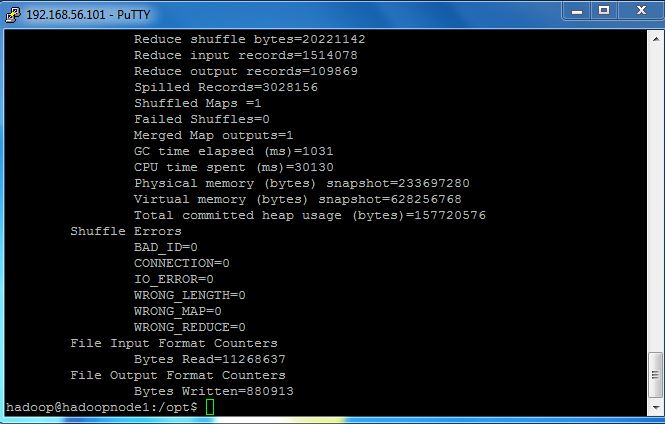 192.168.56.101 - PuTTY
Reduce shuffle bytes=20221142
Reduce input records=1514078
Reduce output records=109869
Spilled Records=3028156
Shuffled Maps =1
Failed Shuffles=0
Merged Map outputs=1
GC time elapsed (ms)=1031
CPU time spent (ms)=30130
Physical memory (bytes) snapshot=233697280
Virtual memory (bytes) snapshot=628256768
Total committed heap usage (bytes)=157720576
Shuffle Errors
BAD_ID=0
CONNECTION=0
IO_ERROR=0
WRONG_LENGTH=0
WRONG_MAP=0
WRONG_REDUCE=0
File Input Format Counters
Bytes Read=11268637
File Output Format Counters
Bytes Written=880913
hadoop@hadoopnode1:/opt$